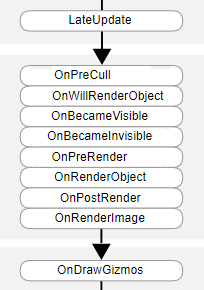 LateUpdate
OnPreCull
OnWillRenderObject
OnBecameVisible
OnBecameInvisible
OnPreRender
OnRenderObject
OnPostRender
OnRenderImage
OnDrawGizmos